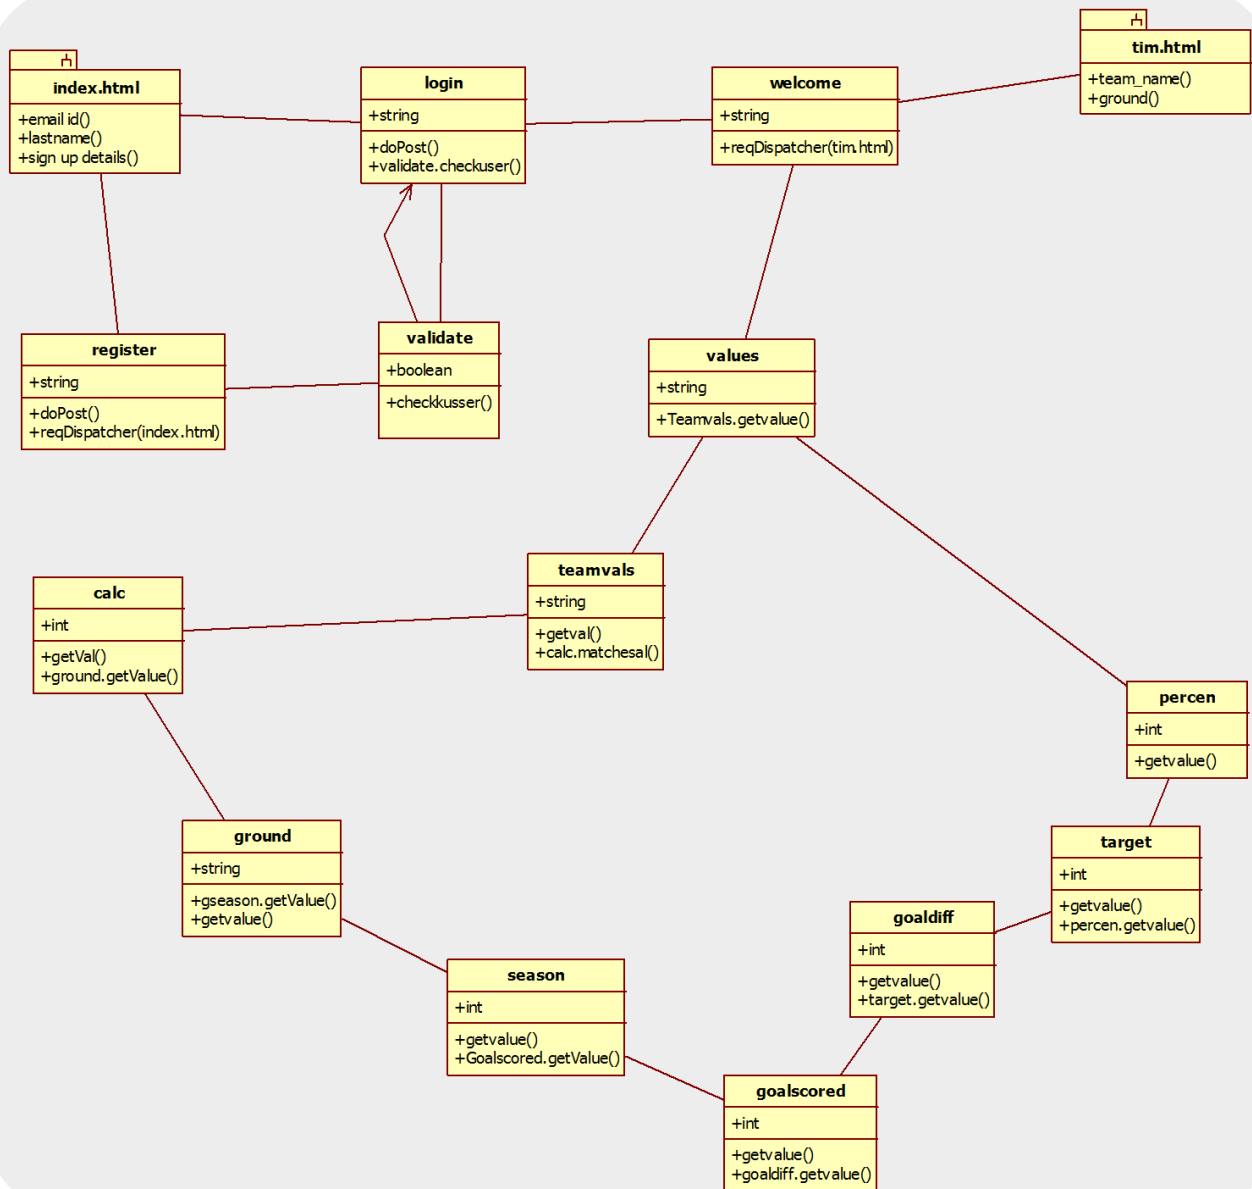 index.html
+email id()
+lastname()
+sign up details()
login
+string
+doPost()
+validate.checkuser()
welcome
+string
+reqDispatcher(tim.html)
tim.html
+team_name()
+ground()
register
+string
+doPost()
+reqDispatcher(index.html)
validate
+boolean
+checkkusser()
values
+string
+Teamvals.getvalue()
teamvals
+string
+getval()
+calc.matchesal()
calc
+int
+getVal()
+ground.getValue()
percen
+int
+getvalue()
ground
+string
+gseason.getValue()
+getvalue()
target
+int
+getvalue()
+percen.getvalue()
goaldiff
+int
+getvalue()
+target.getvalue()
season
+int
+getvalue()
+Goalscored.getValue()
goalscored
+int
+getvalue()
+goaldiff.getvalue()